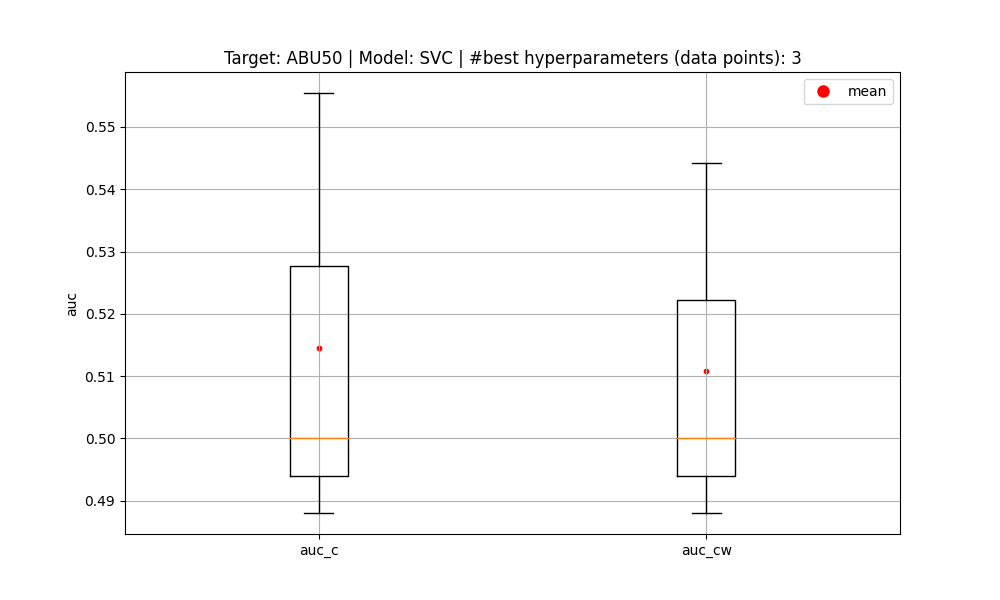 Target: ABU50 | Model: SVC | #best hyperparameters (data points): 3
mean
0.55
0.54
0.53
0.52
0.51
0.50
0.49
auc
auc_c
auc_cw